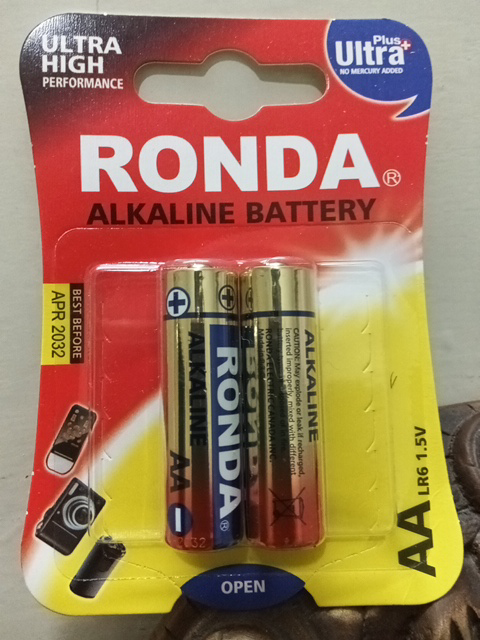 ULTRA
HIGH
PERFORMANCE
Plus+
Ultra
NO MERCURY ADDED
RONDA®
ALKALINE BATTERY
BEST BEFORE
APR 2032
ALKALINE AA
RONDA®
ALKALINE
CAUTION: May explode or leak if recharged,
inserted improperly, mixed with different
AA LR6 1.5V
OPEN